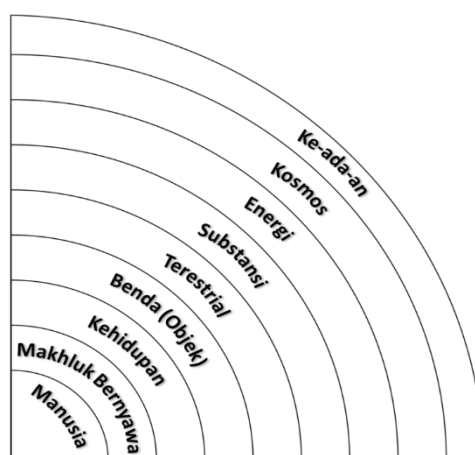 Ke-ada-an
Kosmos
Energi
Substansi
Terestrial
Benda (Objek)
Kehidupan
Makhluk Bernyawa
Manusia